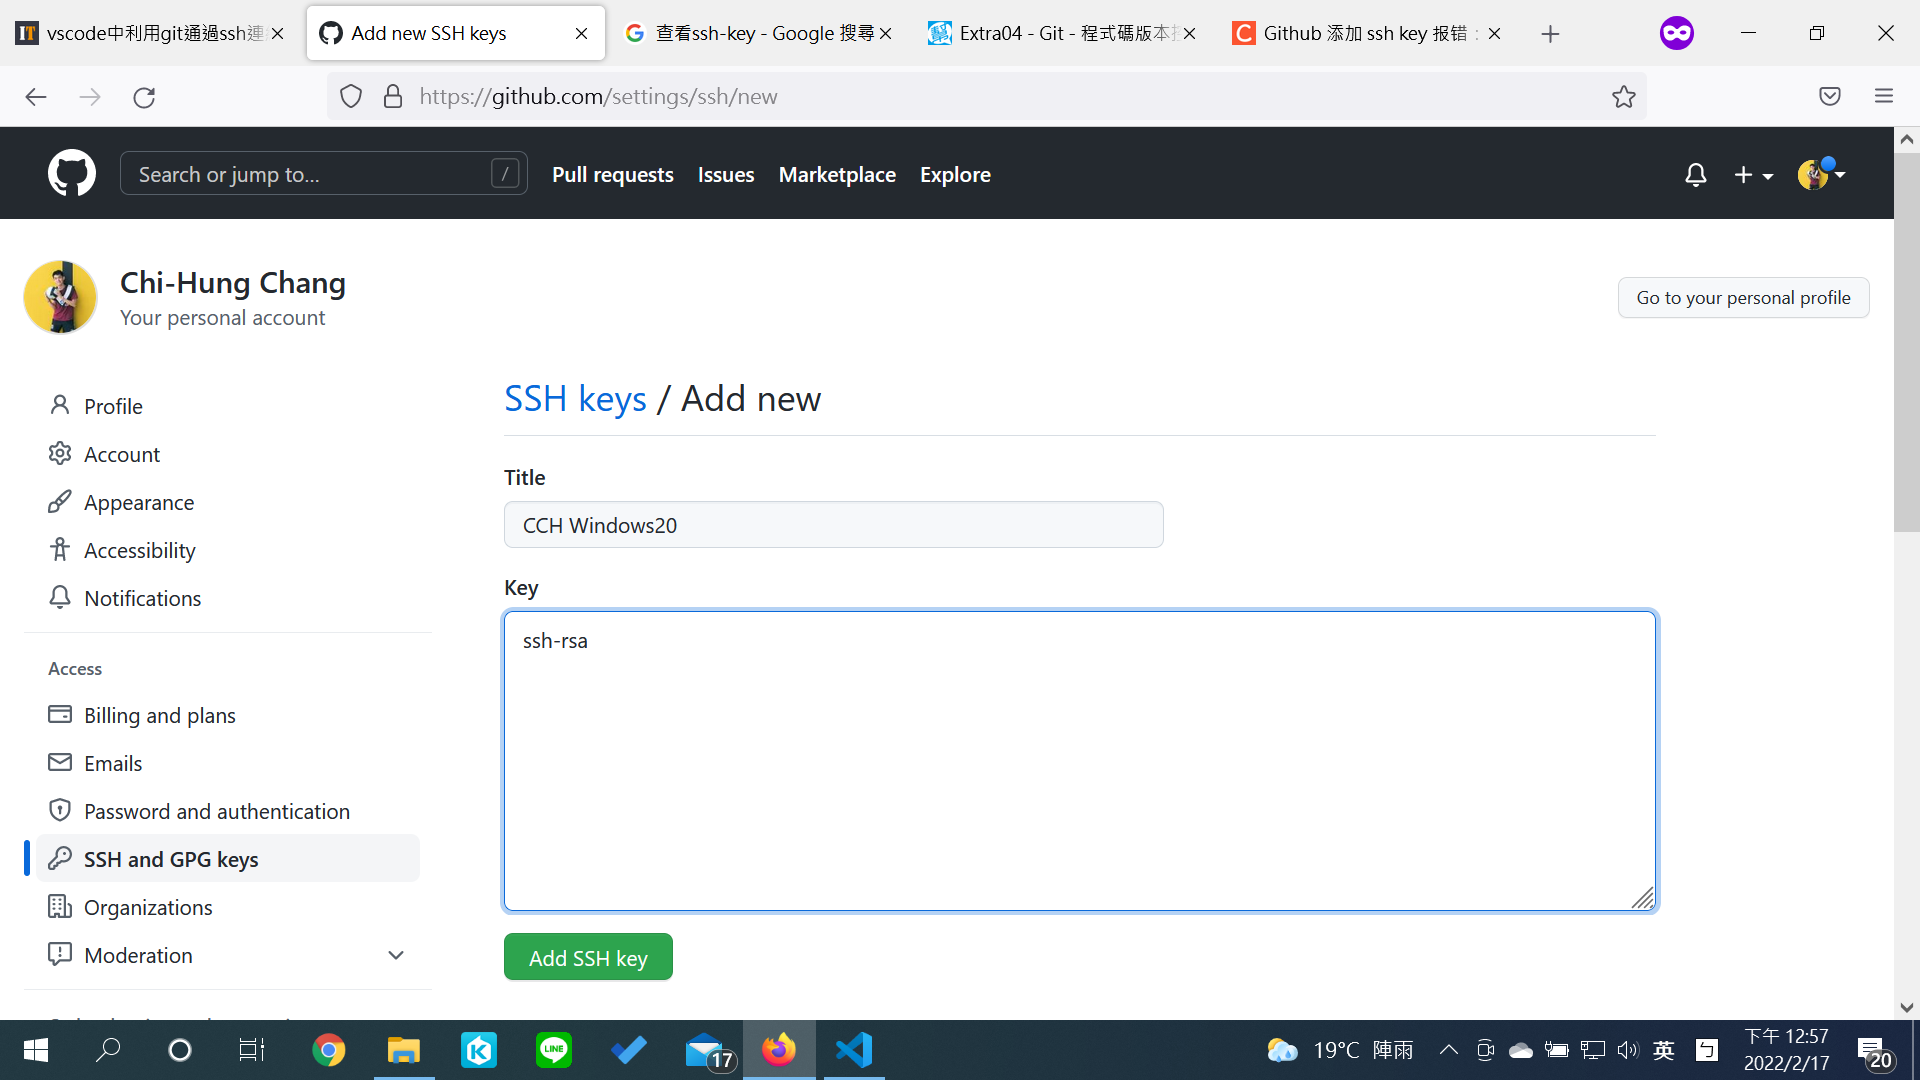 vscode中利用git通過ssh連
Add new SSH keys
查看ssh-key - Google 搜尋
Extra04 - Git - 程式碼版本控
Github 添加 ssh key 报错：
https://github.com/settings/ssh/new
Search or jump to...
/
Pull requests
Issues
Marketplace
Explore
Chi-Hung Chang
Your personal account
Go to your personal profile
Profile
Account
Appearance
Accessibility
Notifications
Access
Billing and plans
Emails
Password and authentication
SSH and GPG keys
Organizations
Moderation
SSH keys / Add new
Title
CCH Windows20
Key
ssh-rsa
Add SSH key
LINE
17
19°C 陣雨
英
ㄅ
下午 12:57
2022/2/17
20